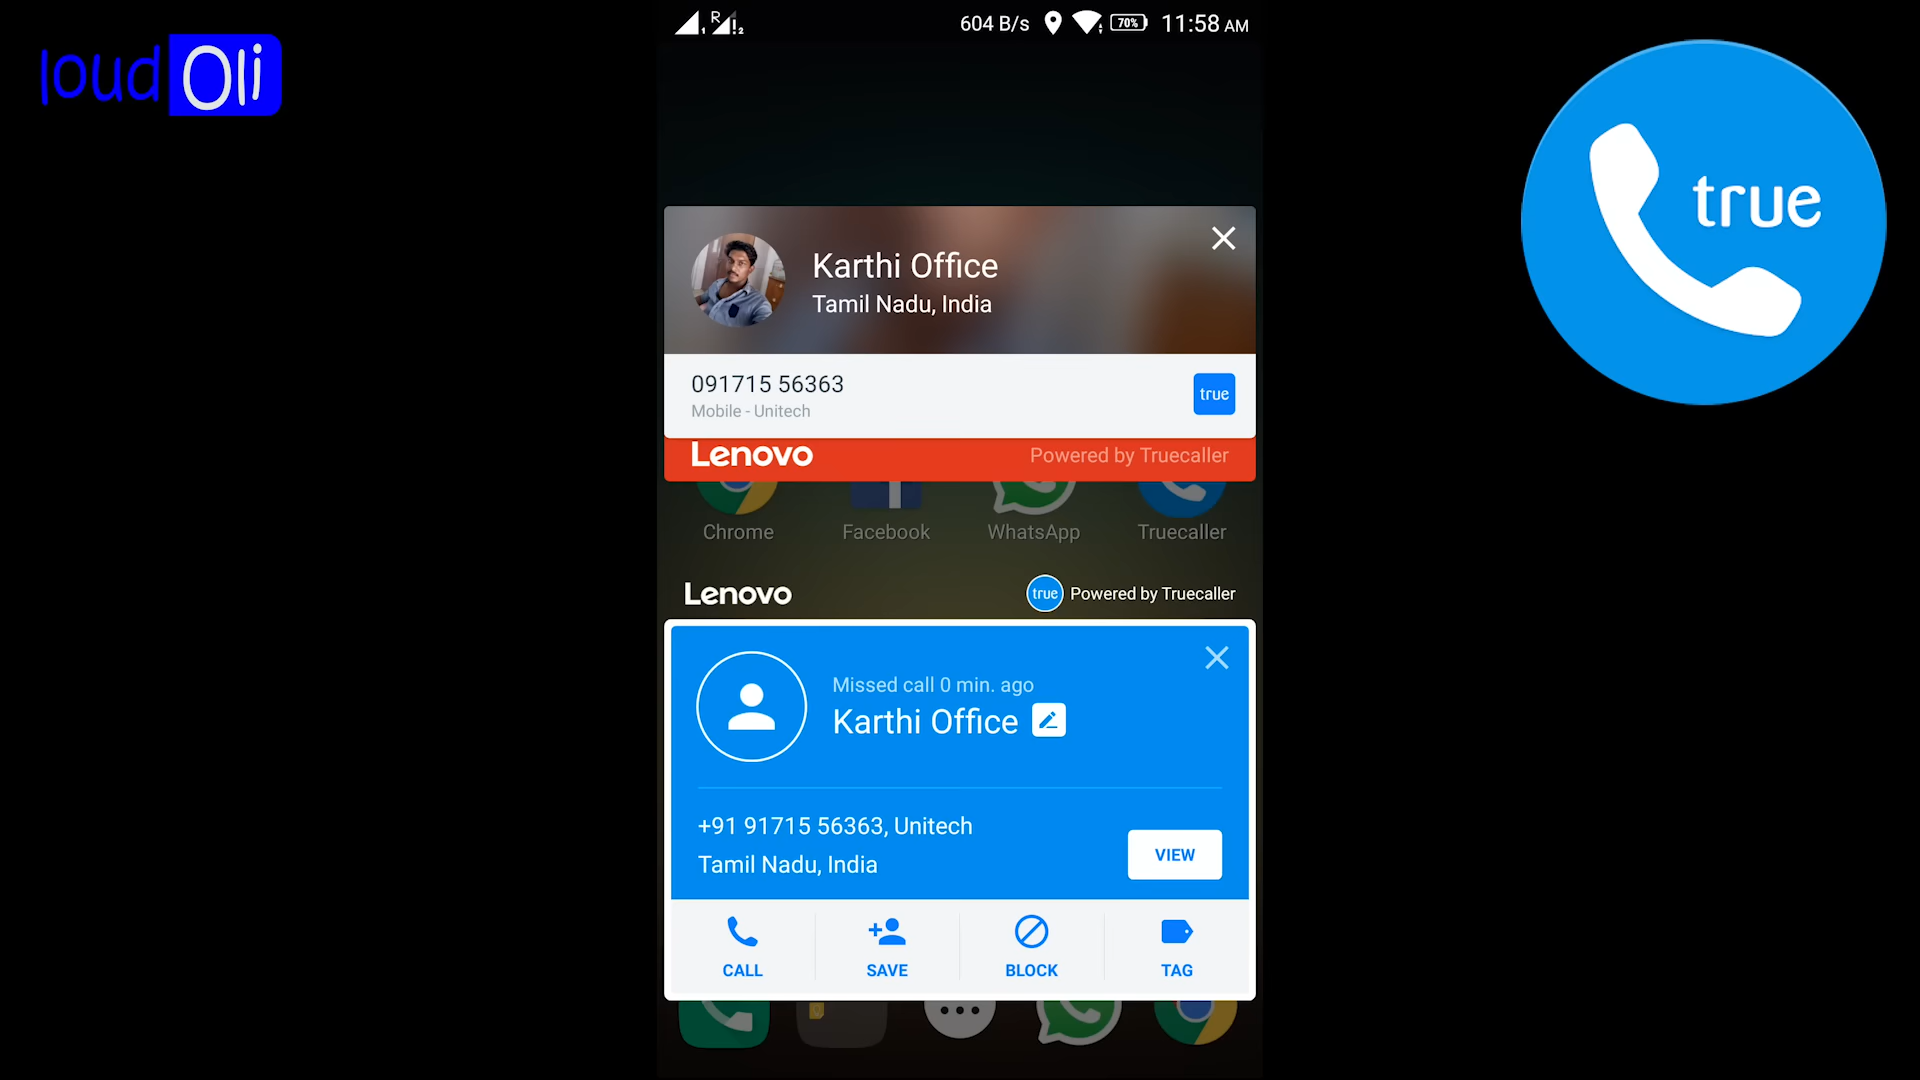 loud Oli
R
1
! 2
604 B/s 70% 11:58 AM
true
Karthi Office
Tamil Nadu, India
091715 56363
true
Mobile - Unitech
Lenovo Powered by Truecaller
Chrome Facebook WhatsApp Truecaller
Lenovo true Powered by Truecaller
Missed call 0 min. ago
Karthi Office
+91 91715 56363, Unitech
Tamil Nadu, India
VIEW
CALL SAVE BLOCK TAG